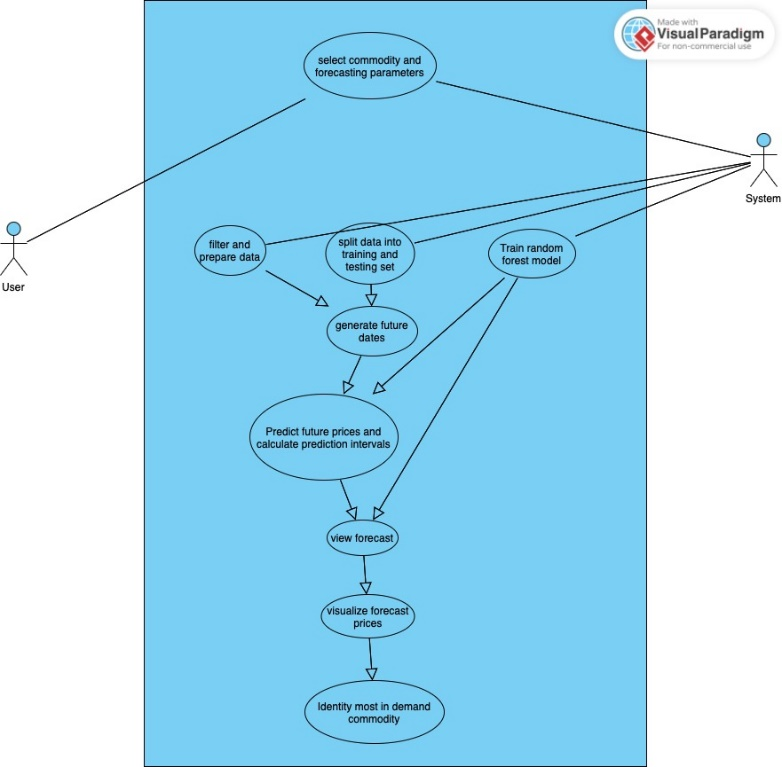 Made with
VisualParadigm
For non-commercial use
select commodity and
forecasting parameters
System
User
filter and
prepare data
split data into
training and
testing set
Train random
forest model
generate future
dates
Predict future prices and
calculate prediction intervals
view forecast
visualize forecast
prices
Identity most in demand
commodity